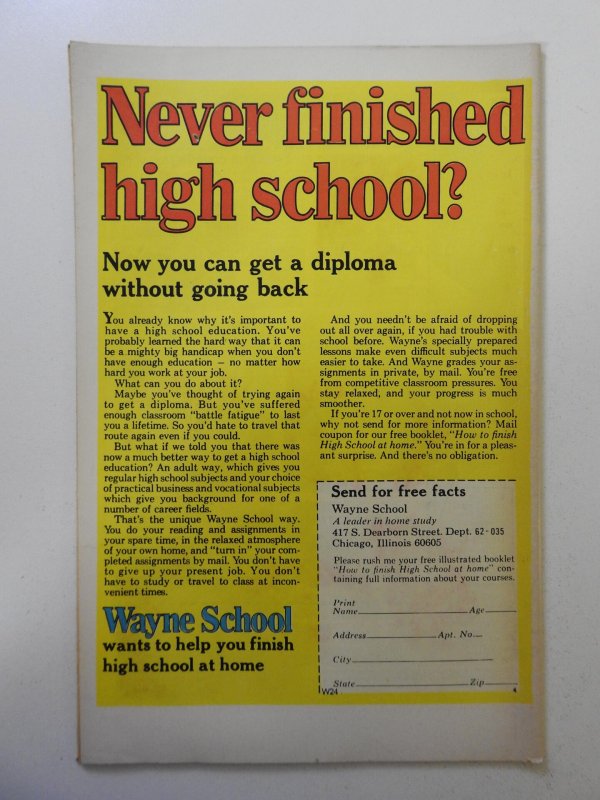 Never finished
high school?
Now you can get a diploma
without going back
You already know why it's important to
have a high school education. You've
probably learned the hard way that it can
be a mighty big handicap when you don't
have enough education — no matter how
hard you work at your job.
What can you do about it?
Maybe you've thought of trying again
to get a diploma. But you've suffered
enough classroom "battle fatigue" to last
you a lifetime. So you'd hate to travel that
route again even if you could.
But what if we told you that there was
now a much better way to get a high school
education? An adult way, which gives you
regular high school subjects and your choice
of practical business and vocational subjects
which give you background for one of a
number of career fields.
That's the unique Wayne School way.
You do your reading and assignments in
your spare time, in the relaxed atmosphere
of your own home, and "turn in" your com-
pleted assignments by mail. You don't have
to give up your present job. You don't
have to study or travel to class at incon-
venient times.
Wayne School
wants to help you finish
high school at home
And you needn't be afraid of dropping
out all over again, if you had trouble with
school before. Wayne's specially prepared
lessons make even difficult subjects much
easier to take. And Wayne grades your as-
signments in private, by mail. You're free
from competitive classroom pressures. You
stay relaxed, and your progress is much
smoother.
If you're 17 or over and not now in school,
why not send for more information? Mail
coupon for our free booklet, "How to finish
High School at home." You're in for a pleas-
ant surprise. And there's no obligation.
Send for free facts
Wayne School
A leader in home study
417 S. Dearborn Street. Dept. 62-035
Chicago, Illinois 60605
Please rush me your free illustrated booklet
"How to finish High School at home" con-
taining full information about your courses.
Print
Name Age
Address Apt. No.
City
State Zip
W24 4